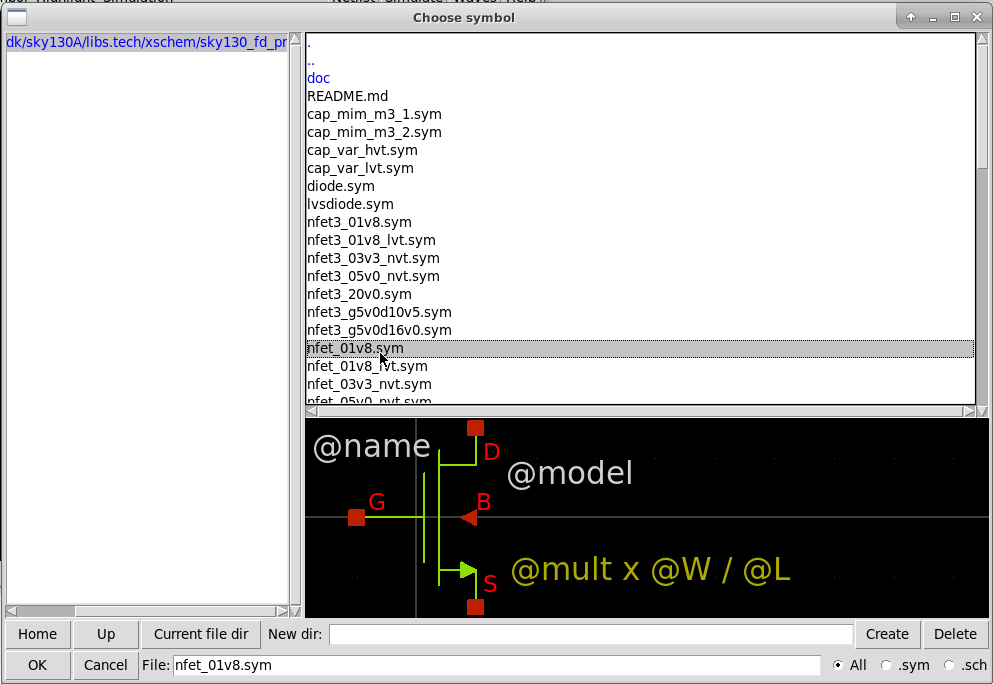 Choose symbol
dk/sky130A/libs.tech/xschem/sky130_fd_pr
.
..
doc
README.md
cap_mim_m3_1.sym
cap_mim_m3_2.sym
cap_var_hvt.sym
cap_var_lvt.sym
diode.sym
lvsdiode.sym
nfet3_01v8.sym
nfet3_01v8_lvt.sym
nfet3_03v3_nvt.sym
nfet3_05v0_nvt.sym
nfet3_20v0.sym
nfet3_g5v0d10v5.sym
nfet3_g5v0d16v0.sym
nfet_01v8.sym
nfet_01v8_lvt.sym
nfet_03v3_nvt.sym
nfet_05v0_nvt.sym
@name
D
@model
G
B
@mult x @W / @L
S
Home Up Current file dir New dir: Create Delete
OK Cancel File: nfet_01v8.sym All .sym .sch